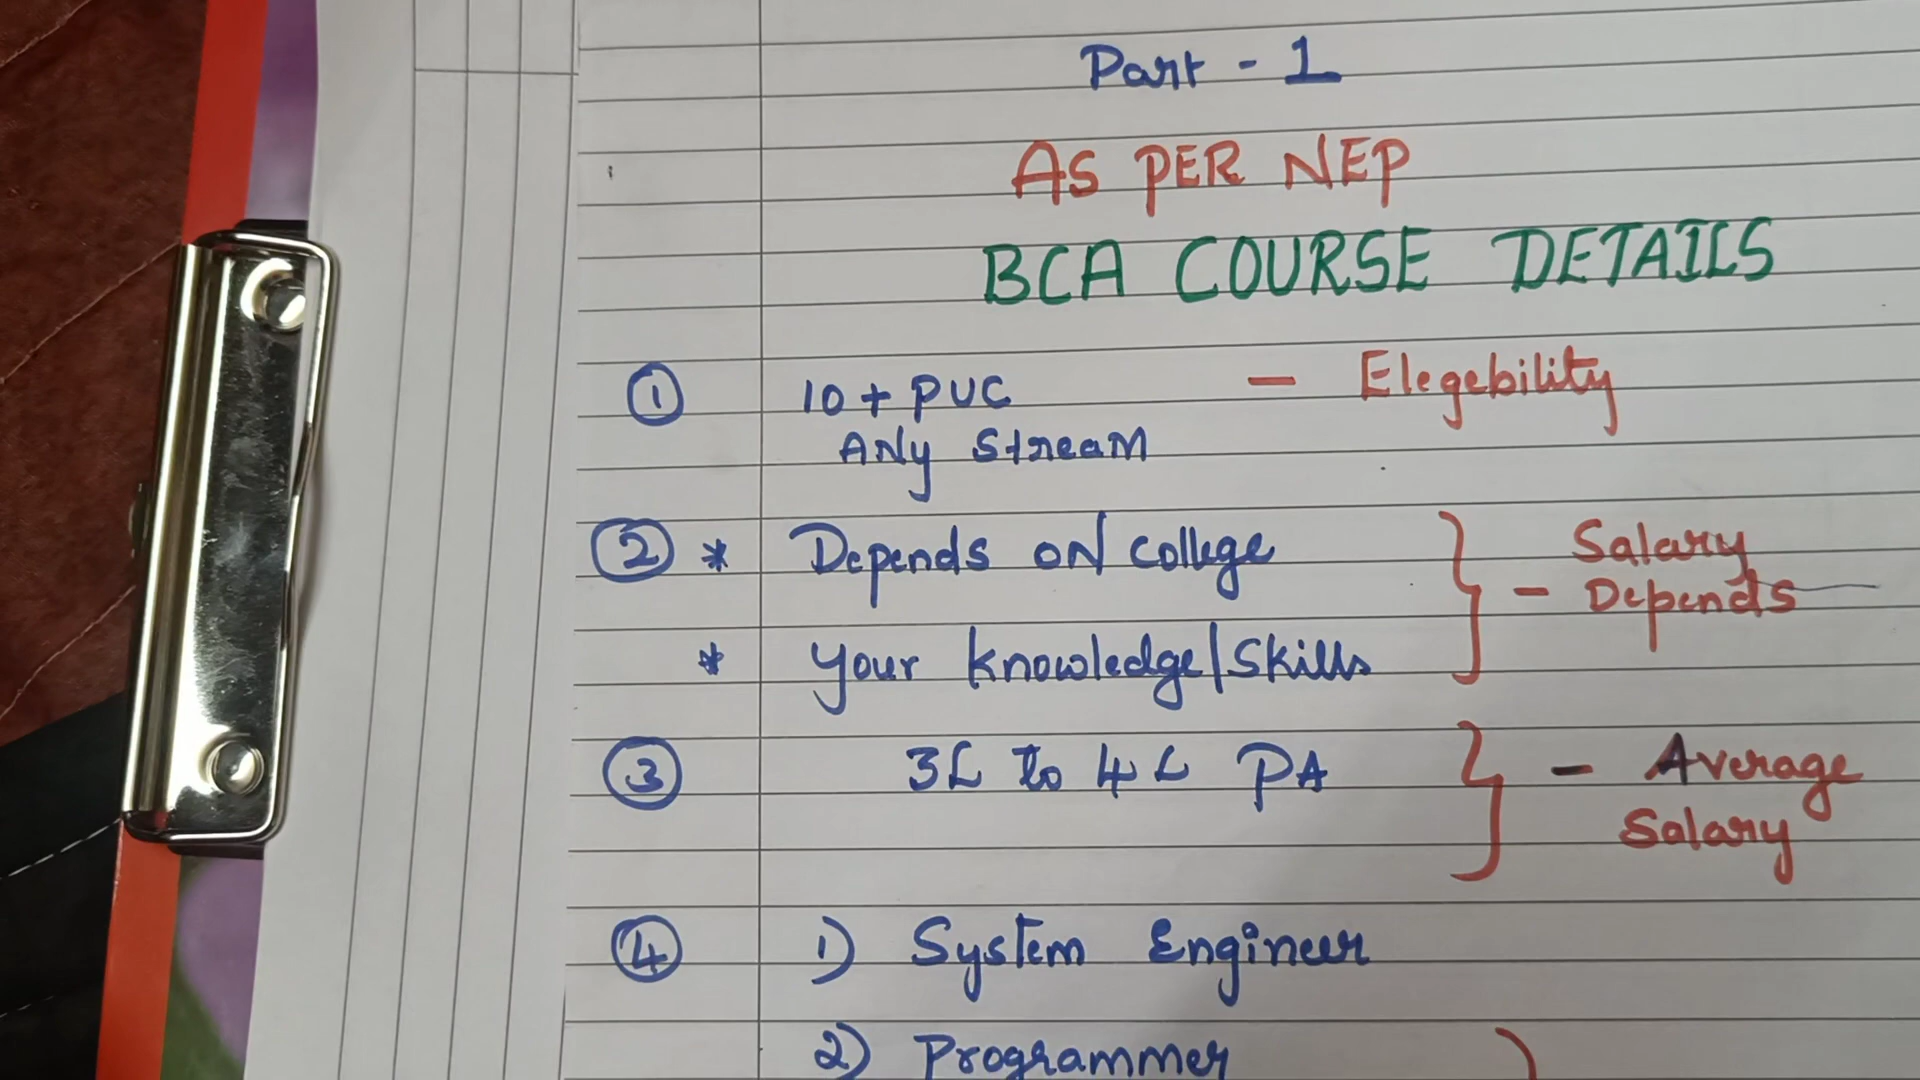 Part - 1
AS PER NEP
BCA COURSE DETAILS
① 10 + PUC - Elegebility
ANy Stream
② * Depends oN college } - Salary Depends
* your knowledge/Skills
③ 3L to 4L PA } - Average Salary
④ 1) System Engineer
2) Programmer